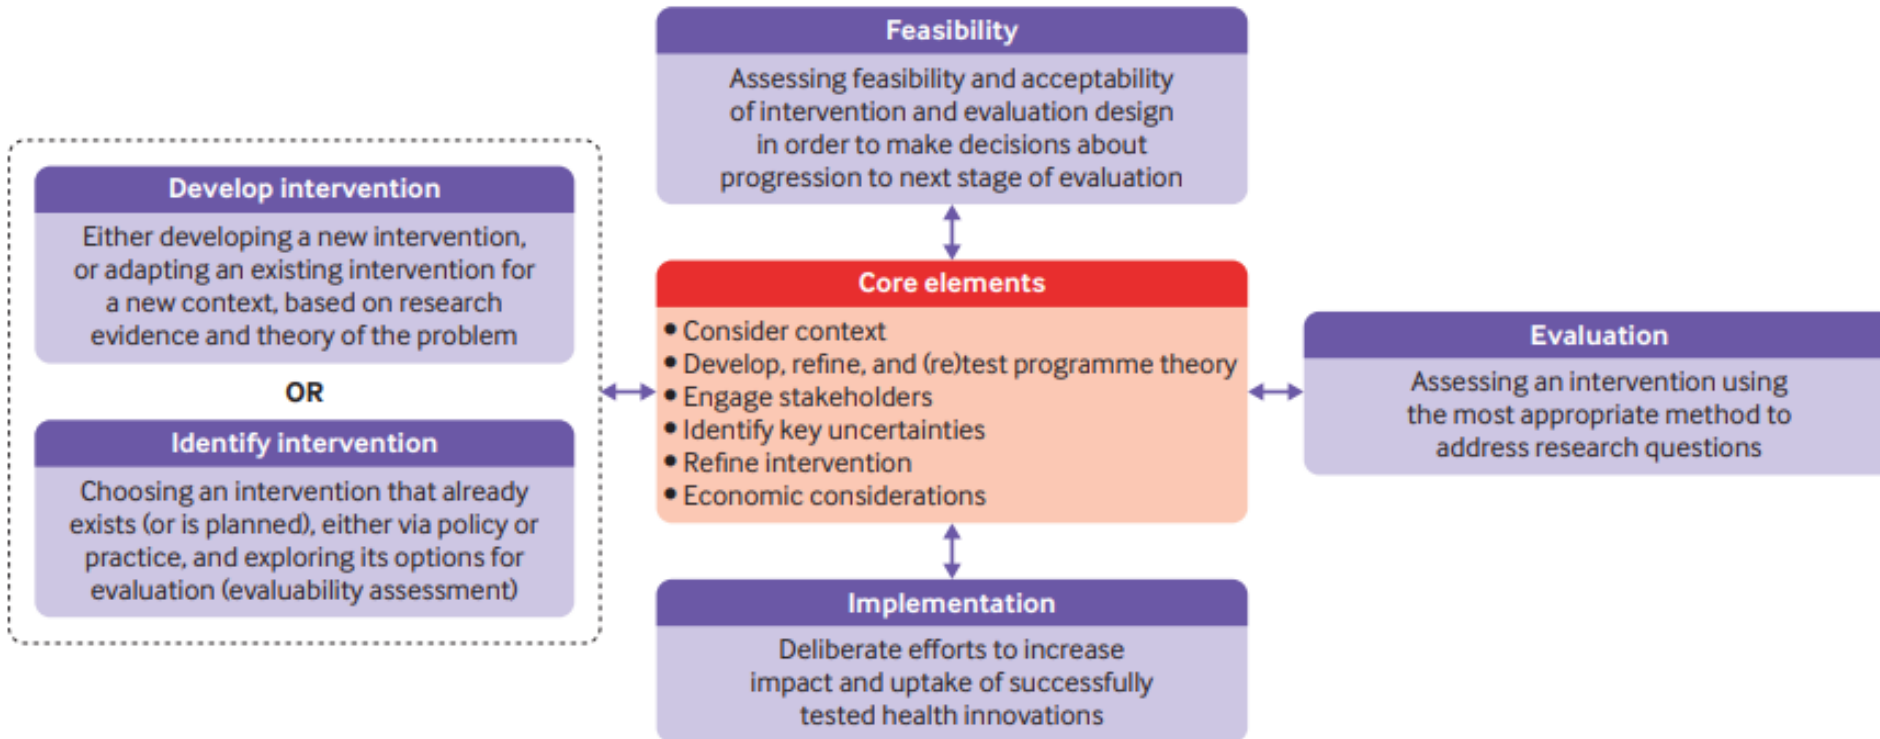 Feasibility
Assessing feasibility and acceptability
of intervention and evaluation design
in order to make decisions about
progression to next stage of evaluation
Develop intervention
Either developing a new intervention,
or adapting an existing intervention for
a new context, based on research
evidence and theory of the problem
OR
Identify intervention
Choosing an intervention that already
exists (or is planned), either via policy or
practice, and exploring its options for
evaluation (evaluability assessment)
Core elements
• Consider context
• Develop, refine, and (re)test programme theory
• Engage stakeholders
• Identify key uncertainties
• Refine intervention
• Economic considerations
Evaluation
Assessing an intervention using
the most appropriate method to
address research questions
Implementation
Deliberate efforts to increase
impact and uptake of successfully
tested health innovations